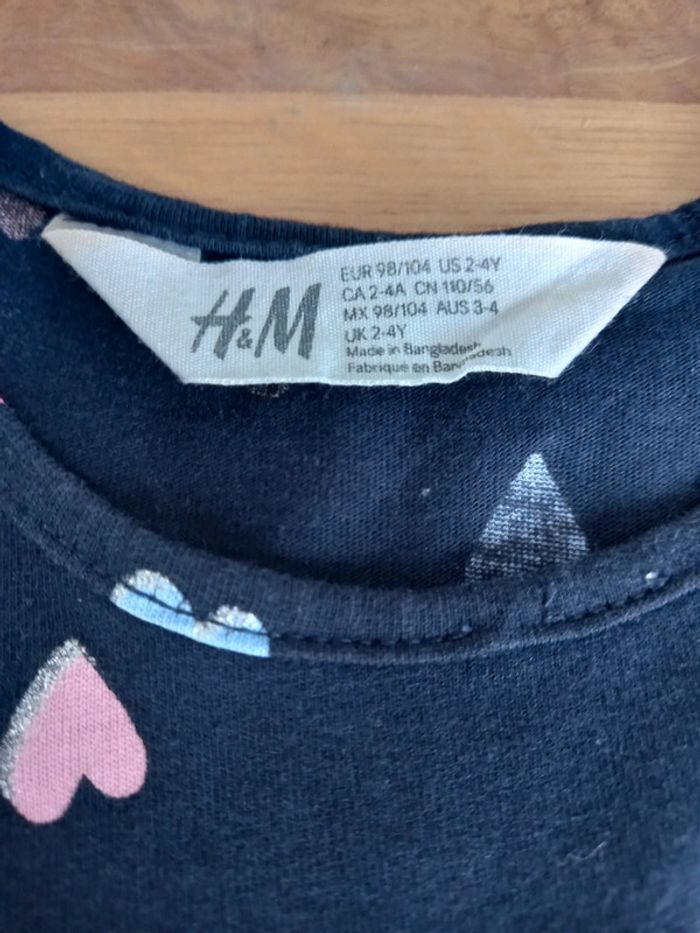 H&M
EUR 98/104 US 2-4Y
CA 2-4A CN 110/56
MX 98/104 AUS 3-4
UK 2-4Y
Made in Bangladesh
Fabriqué en Bangladesh